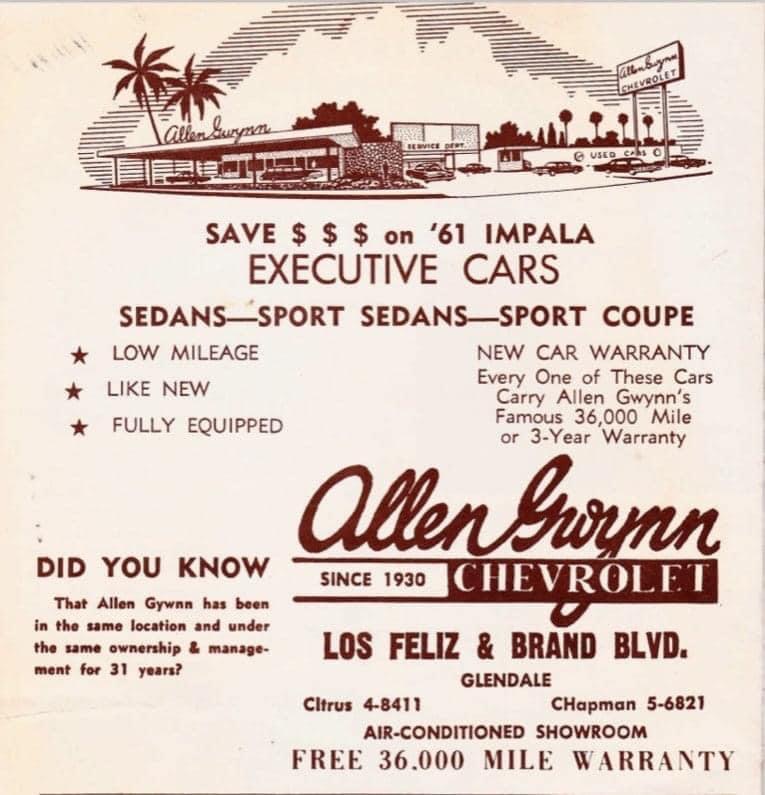 Allen Gwynn
Allen Gwynn
CHEVROLET
SERVICE DEPT.
USED CARS
SAVE $ $ $ on '61 IMPALA
EXECUTIVE CARS
SEDANS—SPORT SEDANS—SPORT COUPE
★ LOW MILEAGE
★ LIKE NEW
★ FULLY EQUIPPED
NEW CAR WARRANTY
Every One of These Cars
Carry Allen Gwynn's
Famous 36,000 Mile
or 3-Year Warranty
DID YOU KNOW
That Allen Gywnn has been
in the same location and under
the same ownership & manage-
ment for 31 years?
Allen Gwynn
SINCE 1930 CHEVROLET
LOS FELIZ & BRAND BLVD.
GLENDALE
CItrus 4-8411 CHapman 5-6821
AIR-CONDITIONED SHOWROOM
FREE 36.000 MILE WARRANTY